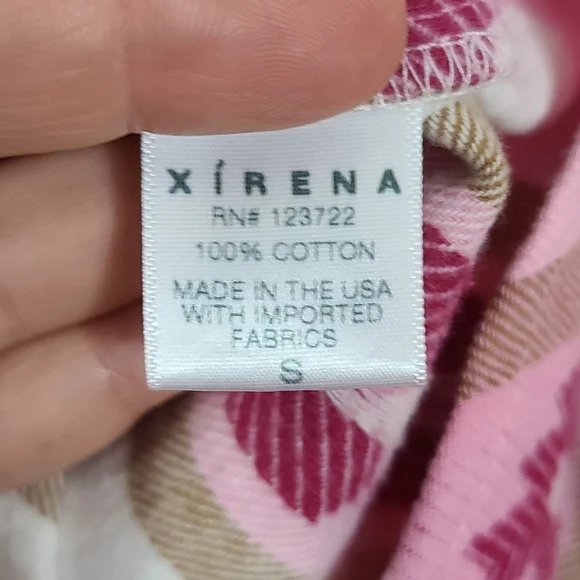 XÍRENA
RN# 123722
100% COTTON
MADE IN THE USA
WITH IMPORTED
FABRICS
S